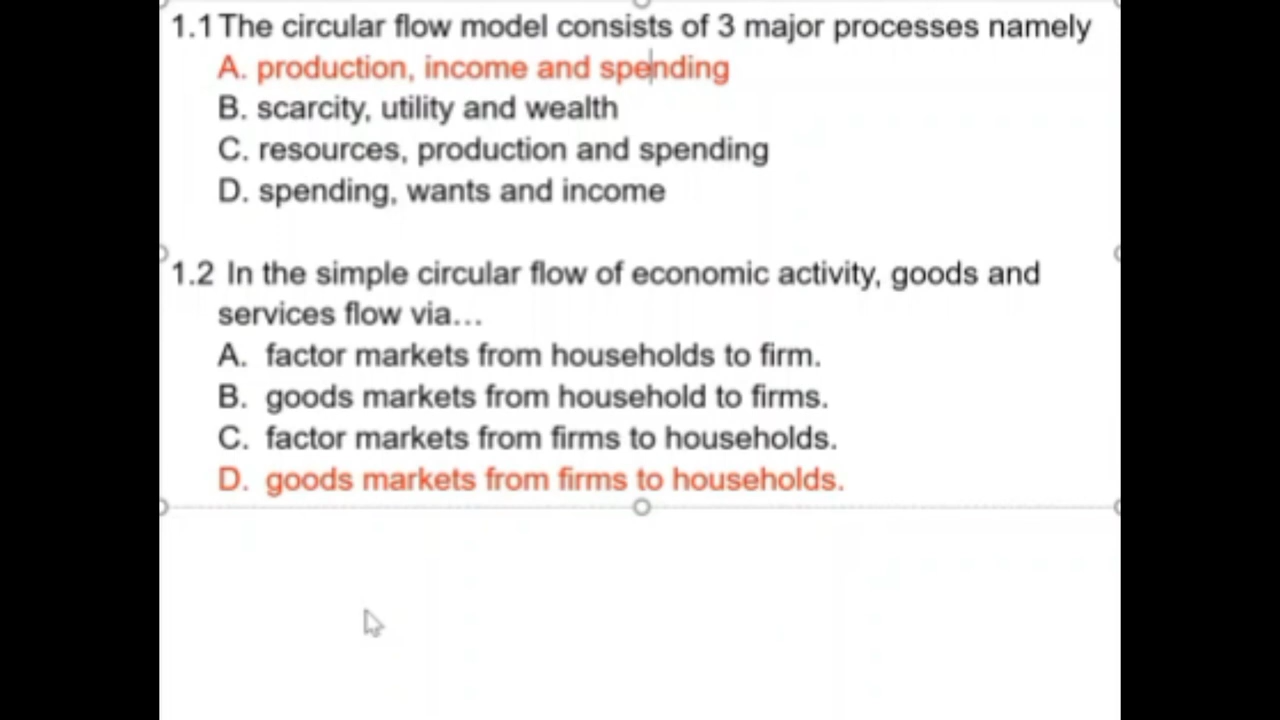 1.1 The circular flow model consists of 3 major processes namely
A. production, income and spending
B. scarcity, utility and wealth
C. resources, production and spending
D. spending, wants and income
1.2 In the simple circular flow of economic activity, goods and
services flow via...
A. factor markets from households to firm.
B. goods markets from household to firms.
C. factor markets from firms to households.
D. goods markets from firms to households.